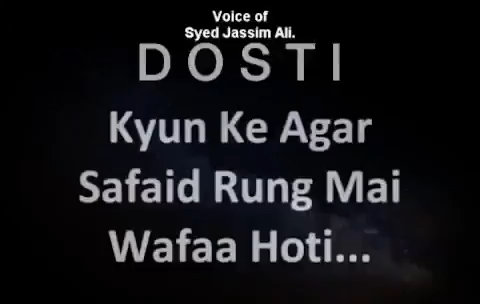 Voice of
Syed Jassim Ali.
DOSTI
Kyun Ke Agar
Safaid Rung Mai
Wafaa Hoti...